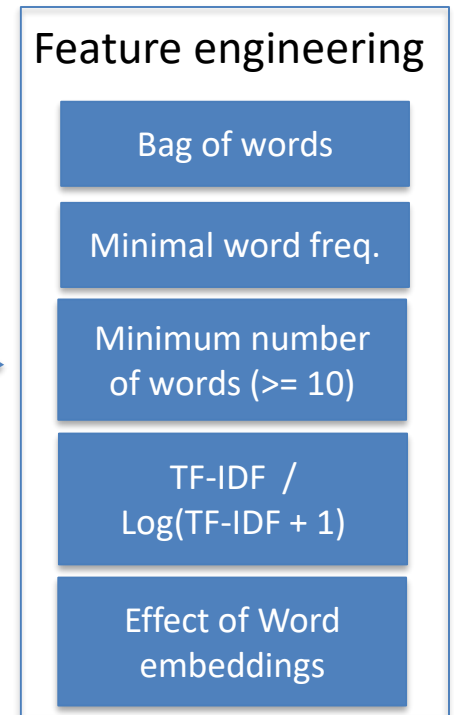 Feature engineering
Bag of words
Minimal word freq.
Minimum number
of words (>= 10)
TF-IDF /
Log(TF-IDF + 1)
Effect of Word
embeddings